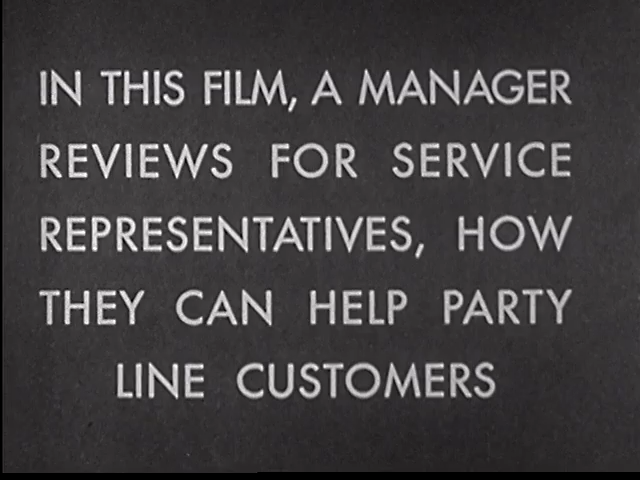 IN THIS FILM, A MANAGER
REVIEWS FOR SERVICE
REPRESENTATIVES, HOW
THEY CAN HELP PARTY
LINE CUSTOMERS